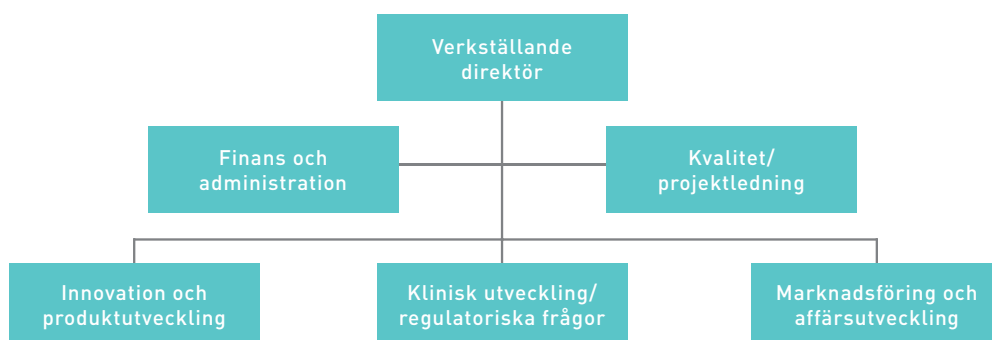 Verkställande
direktör
Finans och
administration
Kvalitet/
projektledning
Innovation och
produktutveckling
Klinisk utveckling/
regulatoriska frågor
Marknadsföring och
affärsutveckling